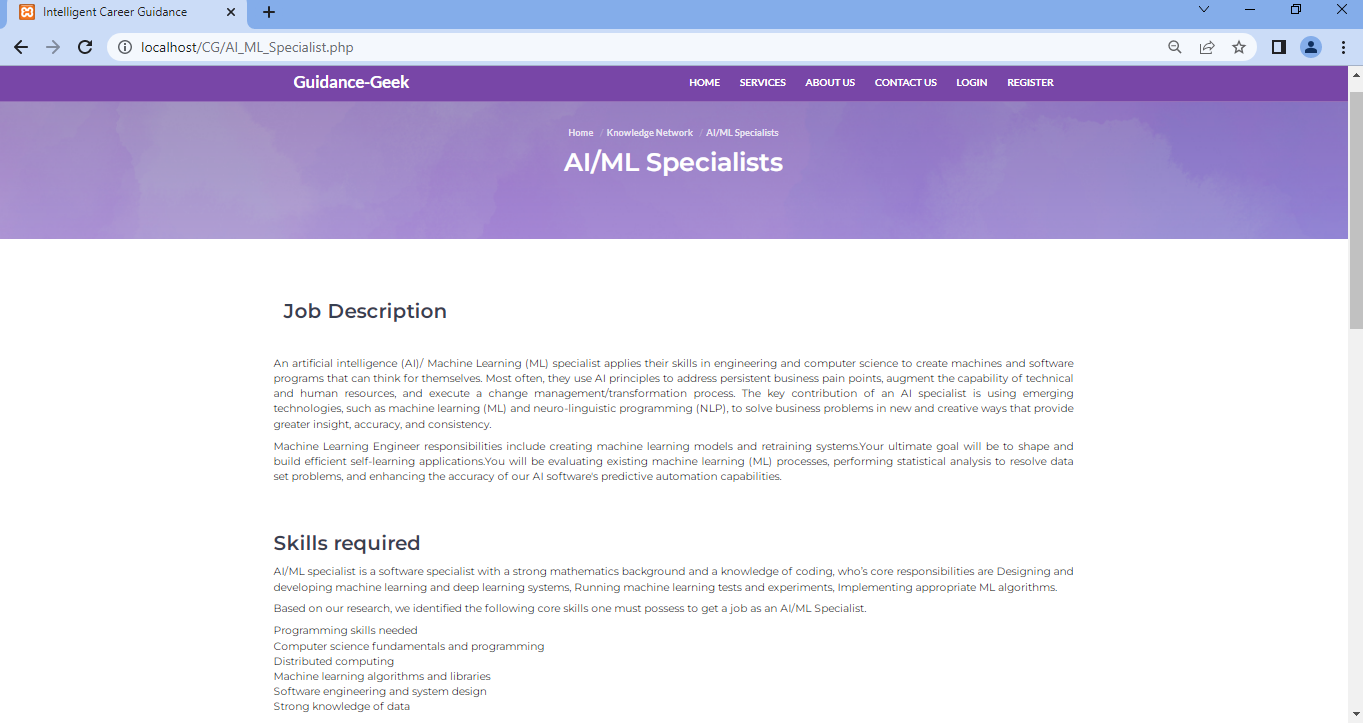 Intelligent Career Guidance
localhost/CG/AI_ML_Specialist.php
Guidance-Geek HOME SERVICES ABOUT US CONTACT US LOGIN REGISTER
Home / Knowledge Network / AI/ML Specialists
AI/ML Specialists
Job Description
An artificial intelligence (AI)/ Machine Learning (ML) specialist applies their skills in engineering and computer science to create machines and software
programs that can think for themselves. Most often, they use AI principles to address persistent business pain points, augment the capability of technical
and human resources, and execute a change management/transformation process. The key contribution of an AI specialist is using emerging
technologies, such as machine learning (ML) and neuro-linguistic programming (NLP), to solve business problems in new and creative ways that provide
greater insight, accuracy, and consistency.
Machine Learning Engineer responsibilities include creating machine learning models and retraining systems.Your ultimate goal will be to shape and
build efficient self-learning applications.You will be evaluating existing machine learning (ML) processes, performing statistical analysis to resolve data
set problems, and enhancing the accuracy of our AI software's predictive automation capabilities.
Skills required
AI/ML specialist is a software specialist with a strong mathematics background and a knowledge of coding, who's core responsibilities are Designing and
developing machine learning and deep learning systems, Running machine learning tests and experiments, Implementing appropriate ML algorithms.
Based on our research, we identified the following core skills one must possess to get a job as an AI/ML Specialist.
Programming skills needed
Computer science fundamentals and programming
Distributed computing
Machine learning algorithms and libraries
Software engineering and system design
Strong knowledge of data